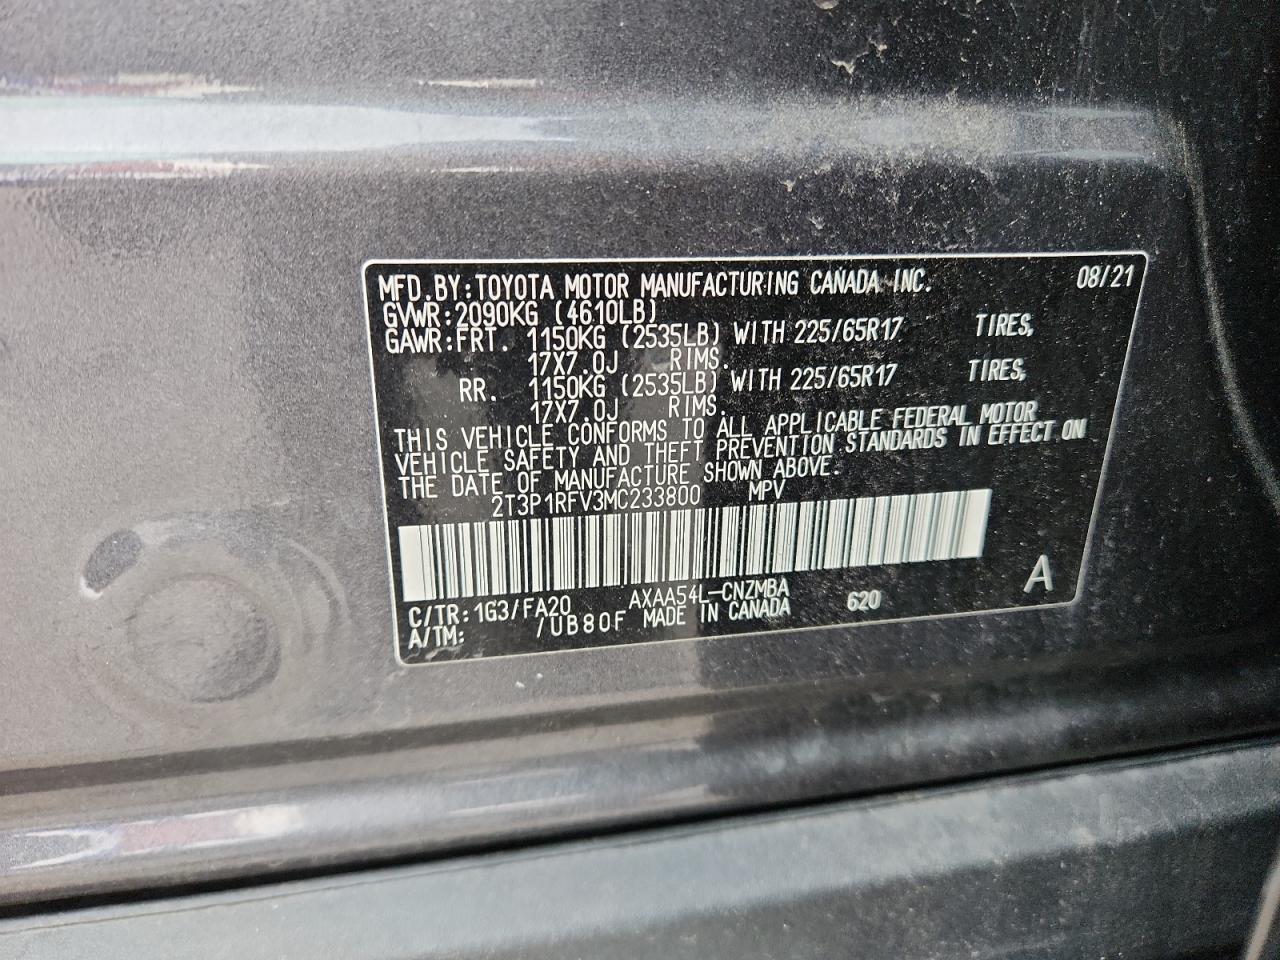 MFD.BY:TOYOTA MOTOR MANUFACTURING CANADA INC. 08/21
GVWR:2090KG (4610LB)
GAWR:FRT. 1150KG (2535LB) WITH 225/65R17 TIRES,
17X7.0J RIMS.
RR. 1150KG (2535LB) WITH 225/65R17 TIRES,
17X7.0J RIMS.
THIS VEHICLE CONFORMS TO ALL APPLICABLE FEDERAL MOTOR
VEHICLE SAFETY AND THEFT PREVENTION STANDARDS IN EFFECT ON
THE DATE OF MANUFACTURE SHOWN ABOVE.
2T3P1RFV3MC233800 MPV
C/TR:1G3/FA20 AXAA54L-CNZMBA 620 A
A/TM: /UB80F MADE IN CANADA